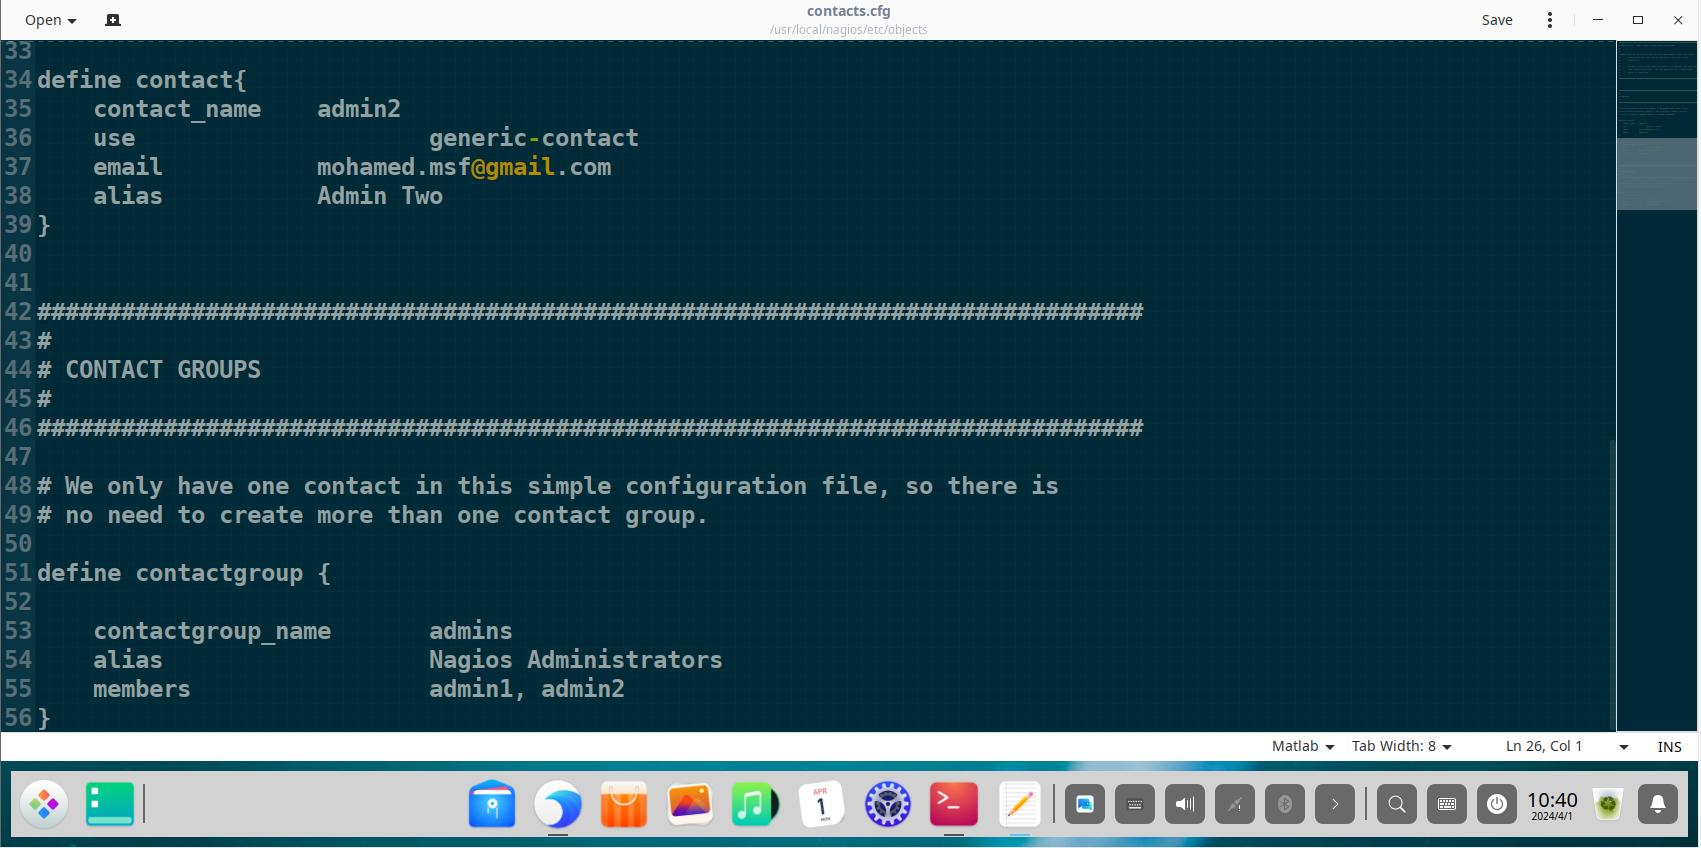 Open
contacts.cfg
/usr/local/nagios/etc/objects
Save
33
34 define contact{
35     contact_name    admin2
36     use                     generic-contact
37     email           mohamed.msf@gmail.com
38     alias           Admin Two
39 }
40
41
42 ###############################################################################
43 #
44 # CONTACT GROUPS
45 #
46 ###############################################################################
47
48 # We only have one contact in this simple configuration file, so there is
49 # no need to create more than one contact group.
50
51 define contactgroup {
52
53     contactgroup_name       admins
54     alias                   Nagios Administrators
55     members                 admin1, admin2
56 }
Matlab  Tab Width: 8  Ln 26, Col 1  INS
APR
1
MON
10:40
2024/4/1